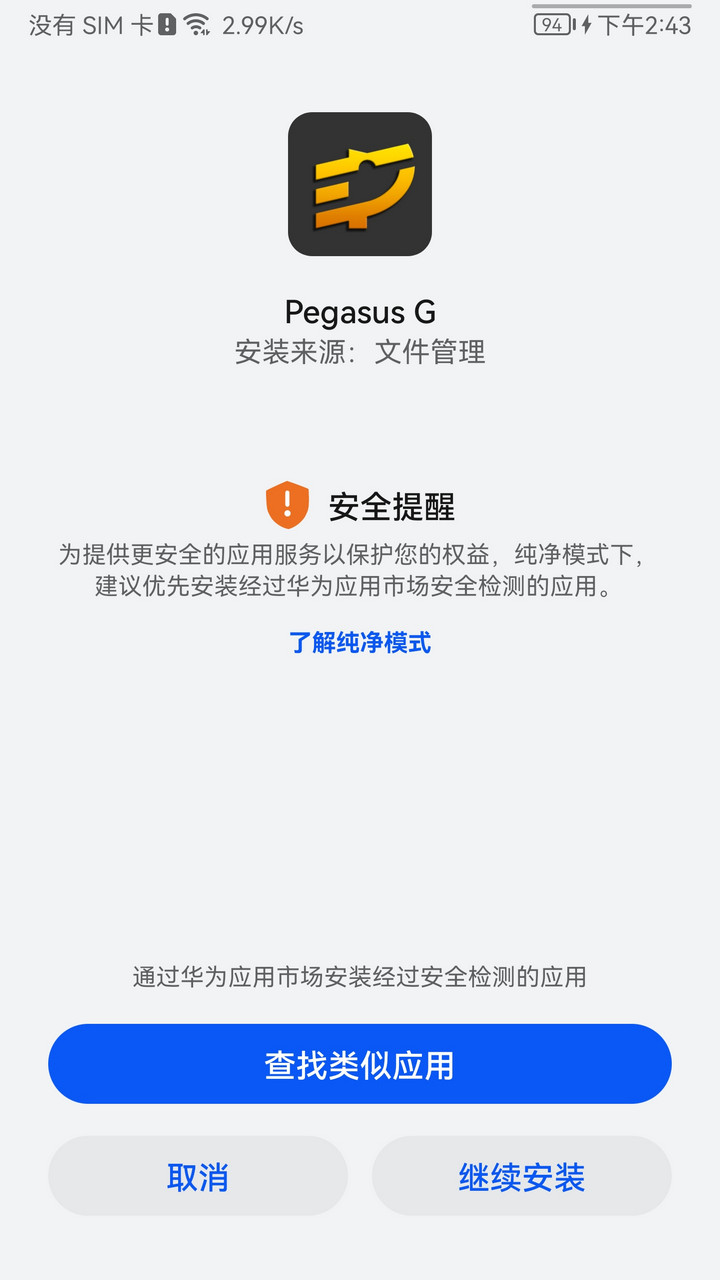 没有 SIM 卡 2.99K/s 94 下午2:43
Pegasus G
安装来源：文件管理
安全提醒
为提供更安全的应用服务以保护您的权益，纯净模式下，
建议优先安装经过华为应用市场安全检测的应用。
了解纯净模式
通过华为应用市场安装经过安全检测的应用
查找类似应用
取消 继续安装